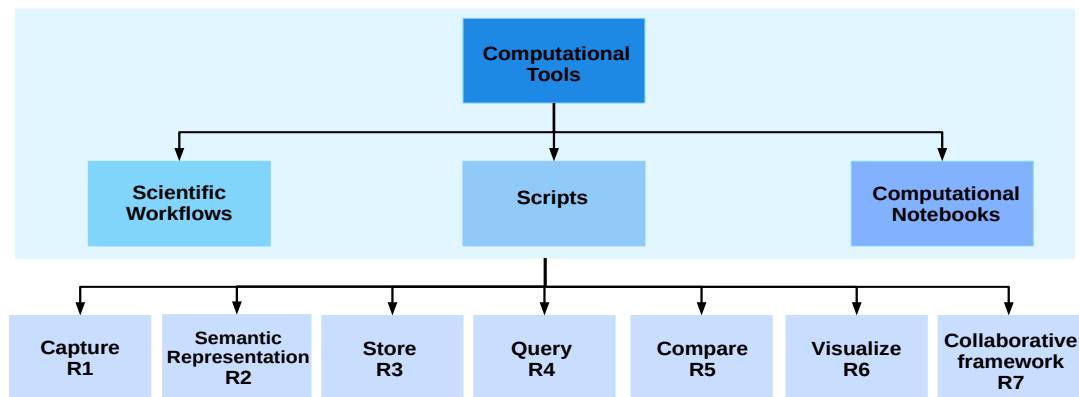 Computational
Tools
Scientific
Workflows
Scripts
Computational
Notebooks
Capture
R1
Semantic
Representation
R2
Store
R3
Query
R4
Compare
R5
Visualize
R6
Collaborative
framework
R7